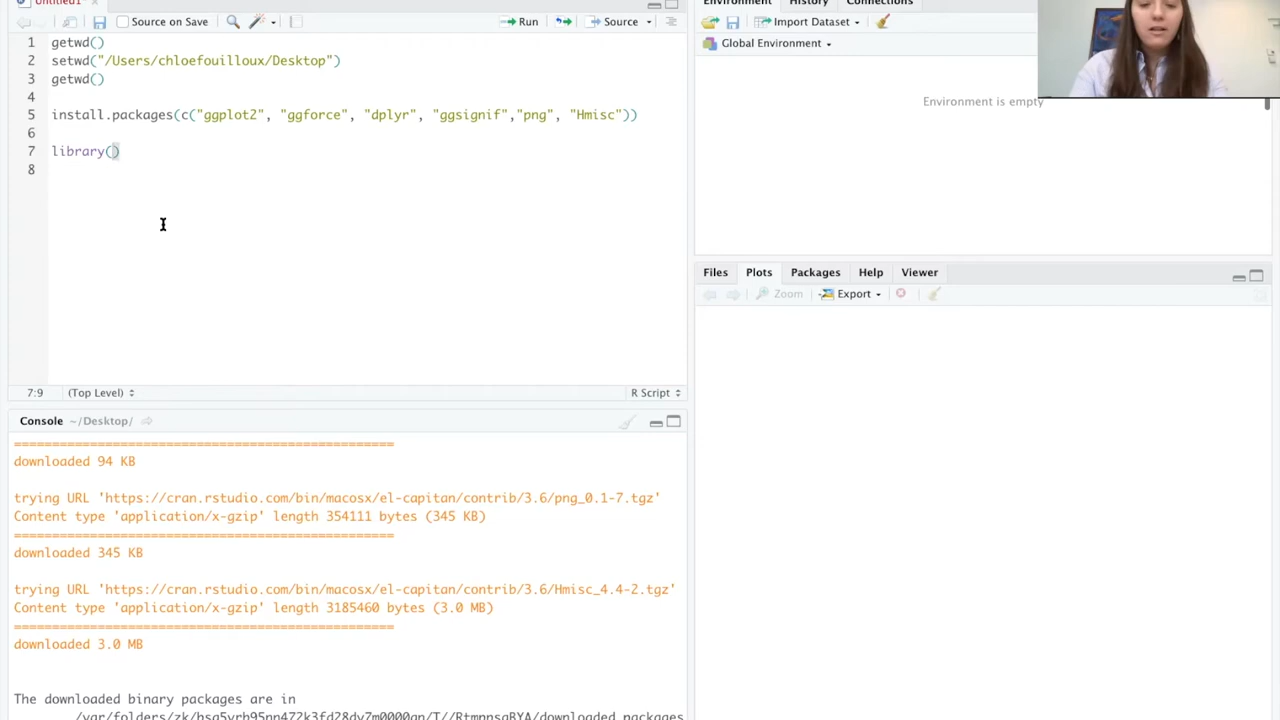 Untitled1*
Environment History Connections
Source on Save Run Source
Import Dataset
Global Environment
Environment is empty
1 getwd()
2 setwd("/Users/chloefouilloux/Desktop")
3 getwd()
4
5 install.packages(c("ggplot2", "ggforce", "dplyr", "ggsignif","png", "Hmisc"))
6
7 library()
8
7:9 (Top Level) R Script
Files Plots Packages Help Viewer
Zoom Export
Console ~/Desktop/
==================================================
downloaded 94 KB
trying URL 'https://cran.rstudio.com/bin/macosx/el-capitan/contrib/3.6/png_0.1-7.tgz'
Content type 'application/x-gzip' length 354111 bytes (345 KB)
==================================================
downloaded 345 KB
trying URL 'https://cran.rstudio.com/bin/macosx/el-capitan/contrib/3.6/Hmisc_4.4-2.tgz'
Content type 'application/x-gzip' length 3185460 bytes (3.0 MB)
==================================================
downloaded 3.0 MB
The downloaded binary packages are in